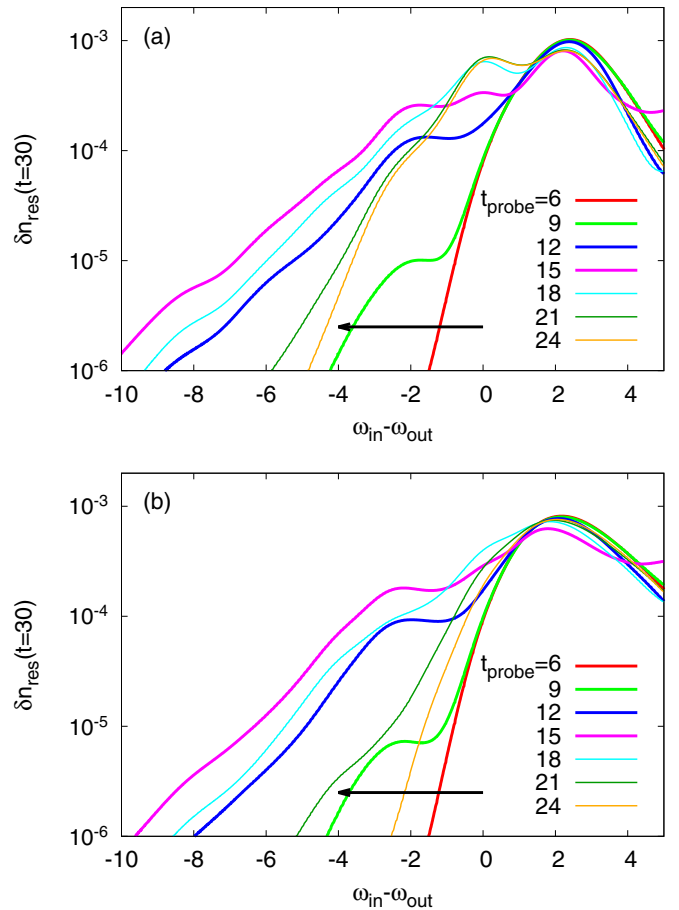 (a)
10⁻³
10⁻⁴
10⁻⁵
10⁻⁶
δn_res(t=30)
t_probe=6
9
12
15
18
21
24
-10 -8 -6 -4 -2 0 2 4
ω_in-ω_out
(b)
10⁻³
10⁻⁴
10⁻⁵
10⁻⁶
δn_res(t=30)
t_probe=6
9
12
15
18
21
24
-10 -8 -6 -4 -2 0 2 4
ω_in-ω_out